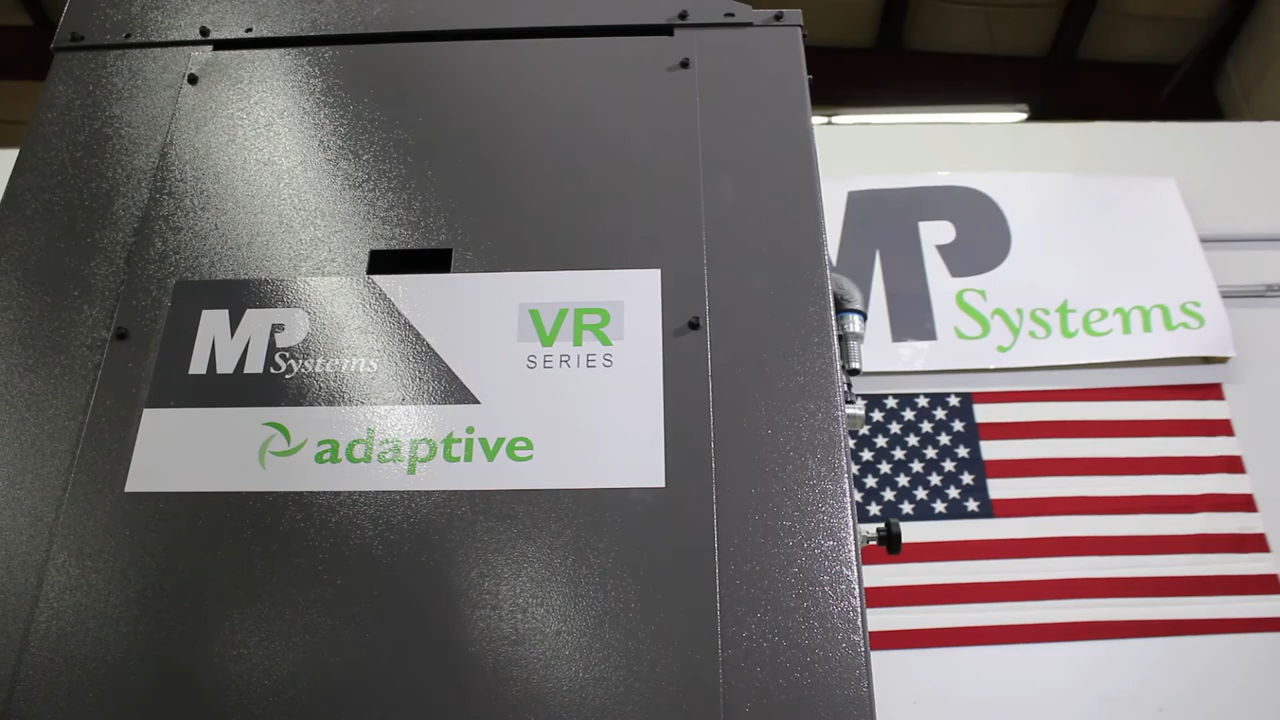 MP
Systems
VR
SERIES
adaptive
MP
Systems